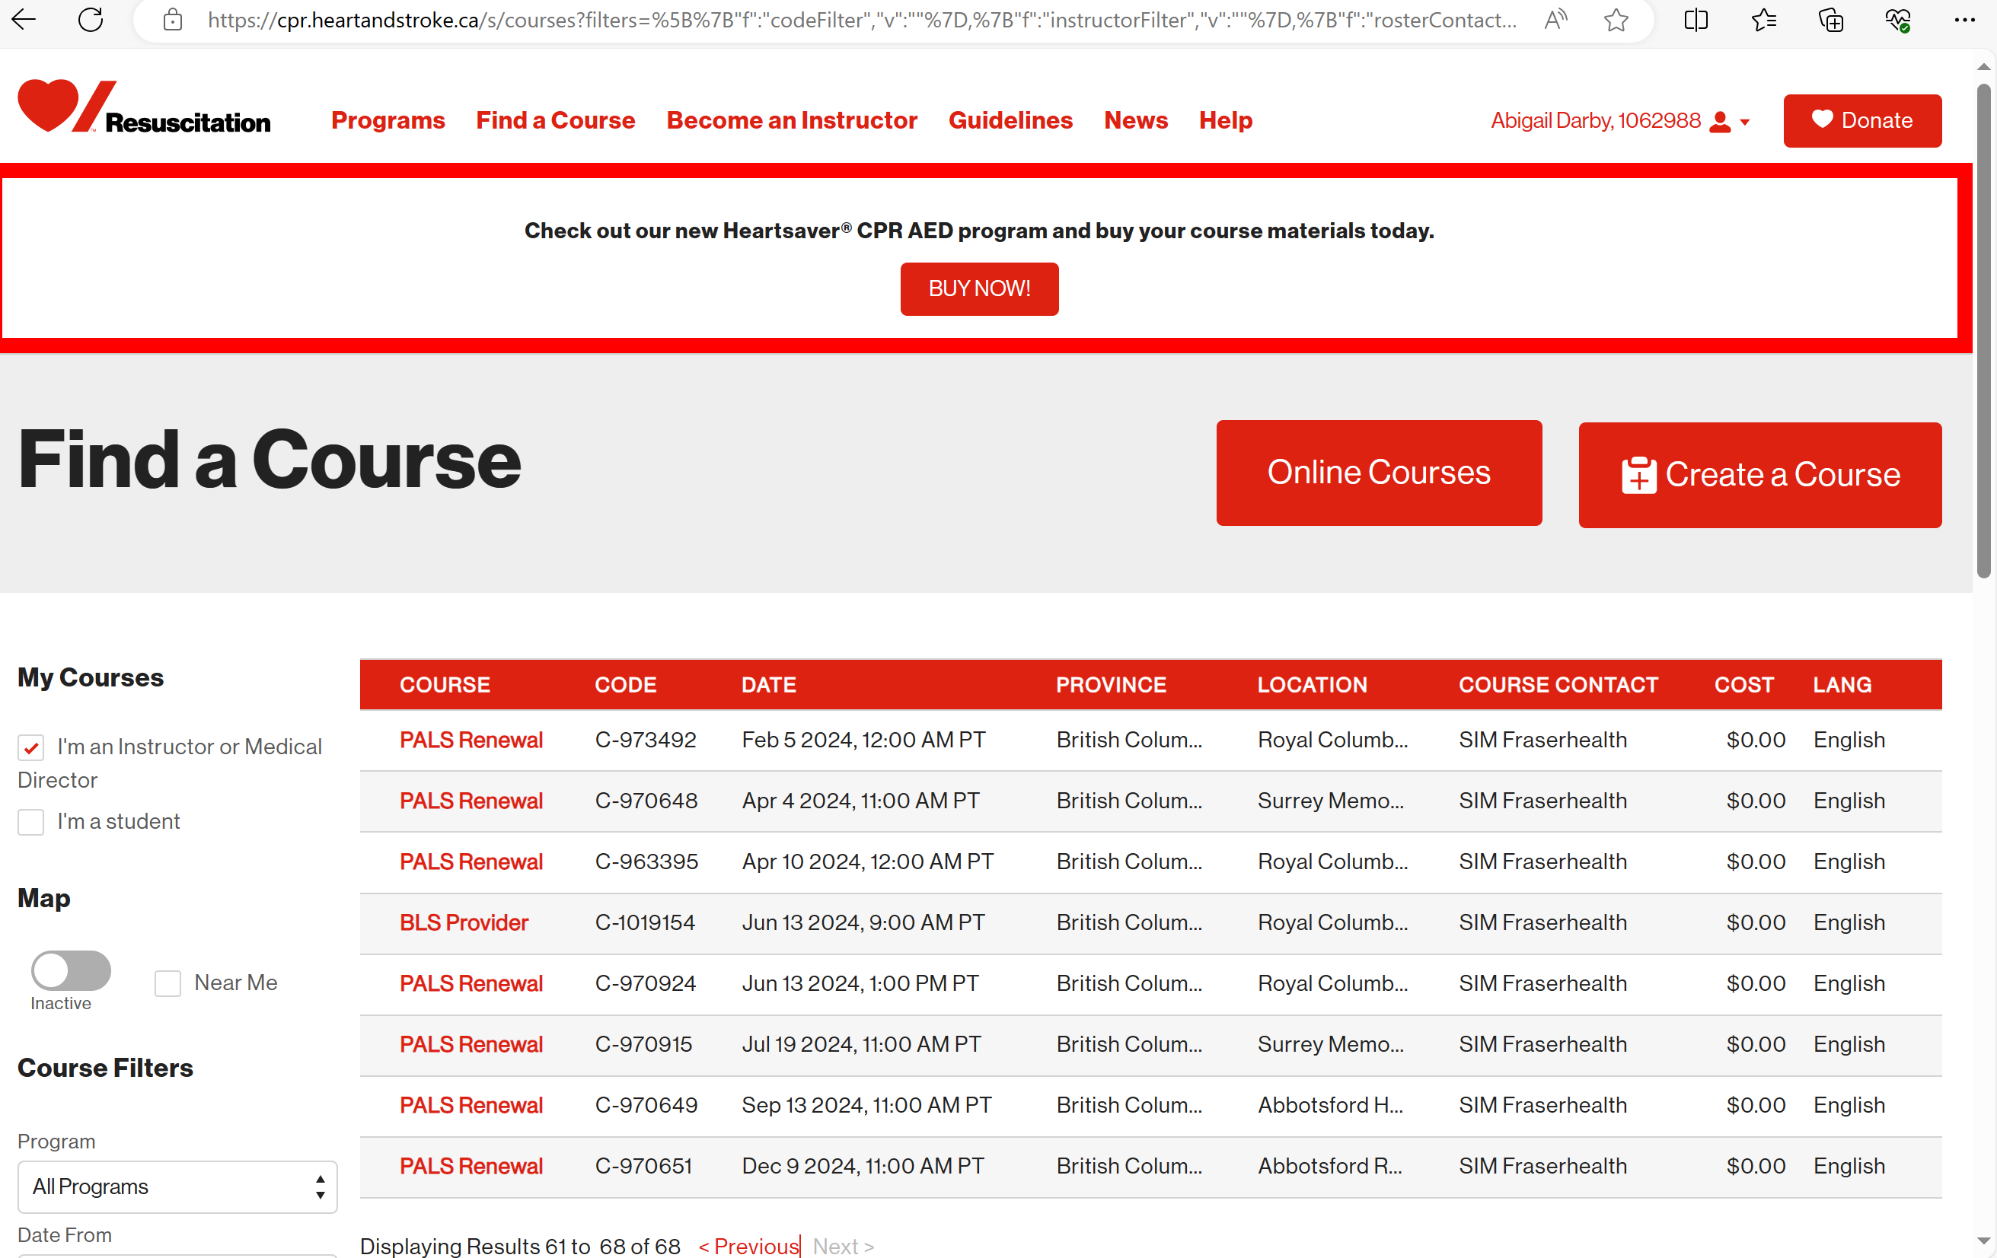 https://cpr.heartandstroke.ca/s/courses?filters=%5B%7B"f":"codeFilter","v":""%7D,%7B"f":"instructorFilter","v":""%7D,%7B"f":"rosterContact...
Resuscitation
Programs Find a Course Become an Instructor Guidelines News Help
Abigail Darby, 1062988
Donate
Check out our new Heartsaver® CPR AED program and buy your course materials today.
BUY NOW!
Find a Course
Online Courses
Create a Course
My Courses
I'm an Instructor or Medical
Director
I'm a student
Map
Inactive
Near Me
Course Filters
Program
All Programs
Date From
COURSE CODE DATE PROVINCE LOCATION COURSE CONTACT COST LANG
PALS Renewal C-973492 Feb 5 2024, 12:00 AM PT British Colum... Royal Columb... SIM Fraserhealth $0.00 English
PALS Renewal C-970648 Apr 4 2024, 11:00 AM PT British Colum... Surrey Memo... SIM Fraserhealth $0.00 English
PALS Renewal C-963395 Apr 10 2024, 12:00 AM PT British Colum... Royal Columb... SIM Fraserhealth $0.00 English
BLS Provider C-1019154 Jun 13 2024, 9:00 AM PT British Colum... Royal Columb... SIM Fraserhealth $0.00 English
PALS Renewal C-970924 Jun 13 2024, 1:00 PM PT British Colum... Royal Columb... SIM Fraserhealth $0.00 English
PALS Renewal C-970915 Jul 19 2024, 11:00 AM PT British Colum... Surrey Memo... SIM Fraserhealth $0.00 English
PALS Renewal C-970649 Sep 13 2024, 11:00 AM PT British Colum... Abbotsford H... SIM Fraserhealth $0.00 English
PALS Renewal C-970651 Dec 9 2024, 11:00 AM PT British Colum... Abbotsford R... SIM Fraserhealth $0.00 English
Displaying Results 61 to 68 of 68 < Previous Next >